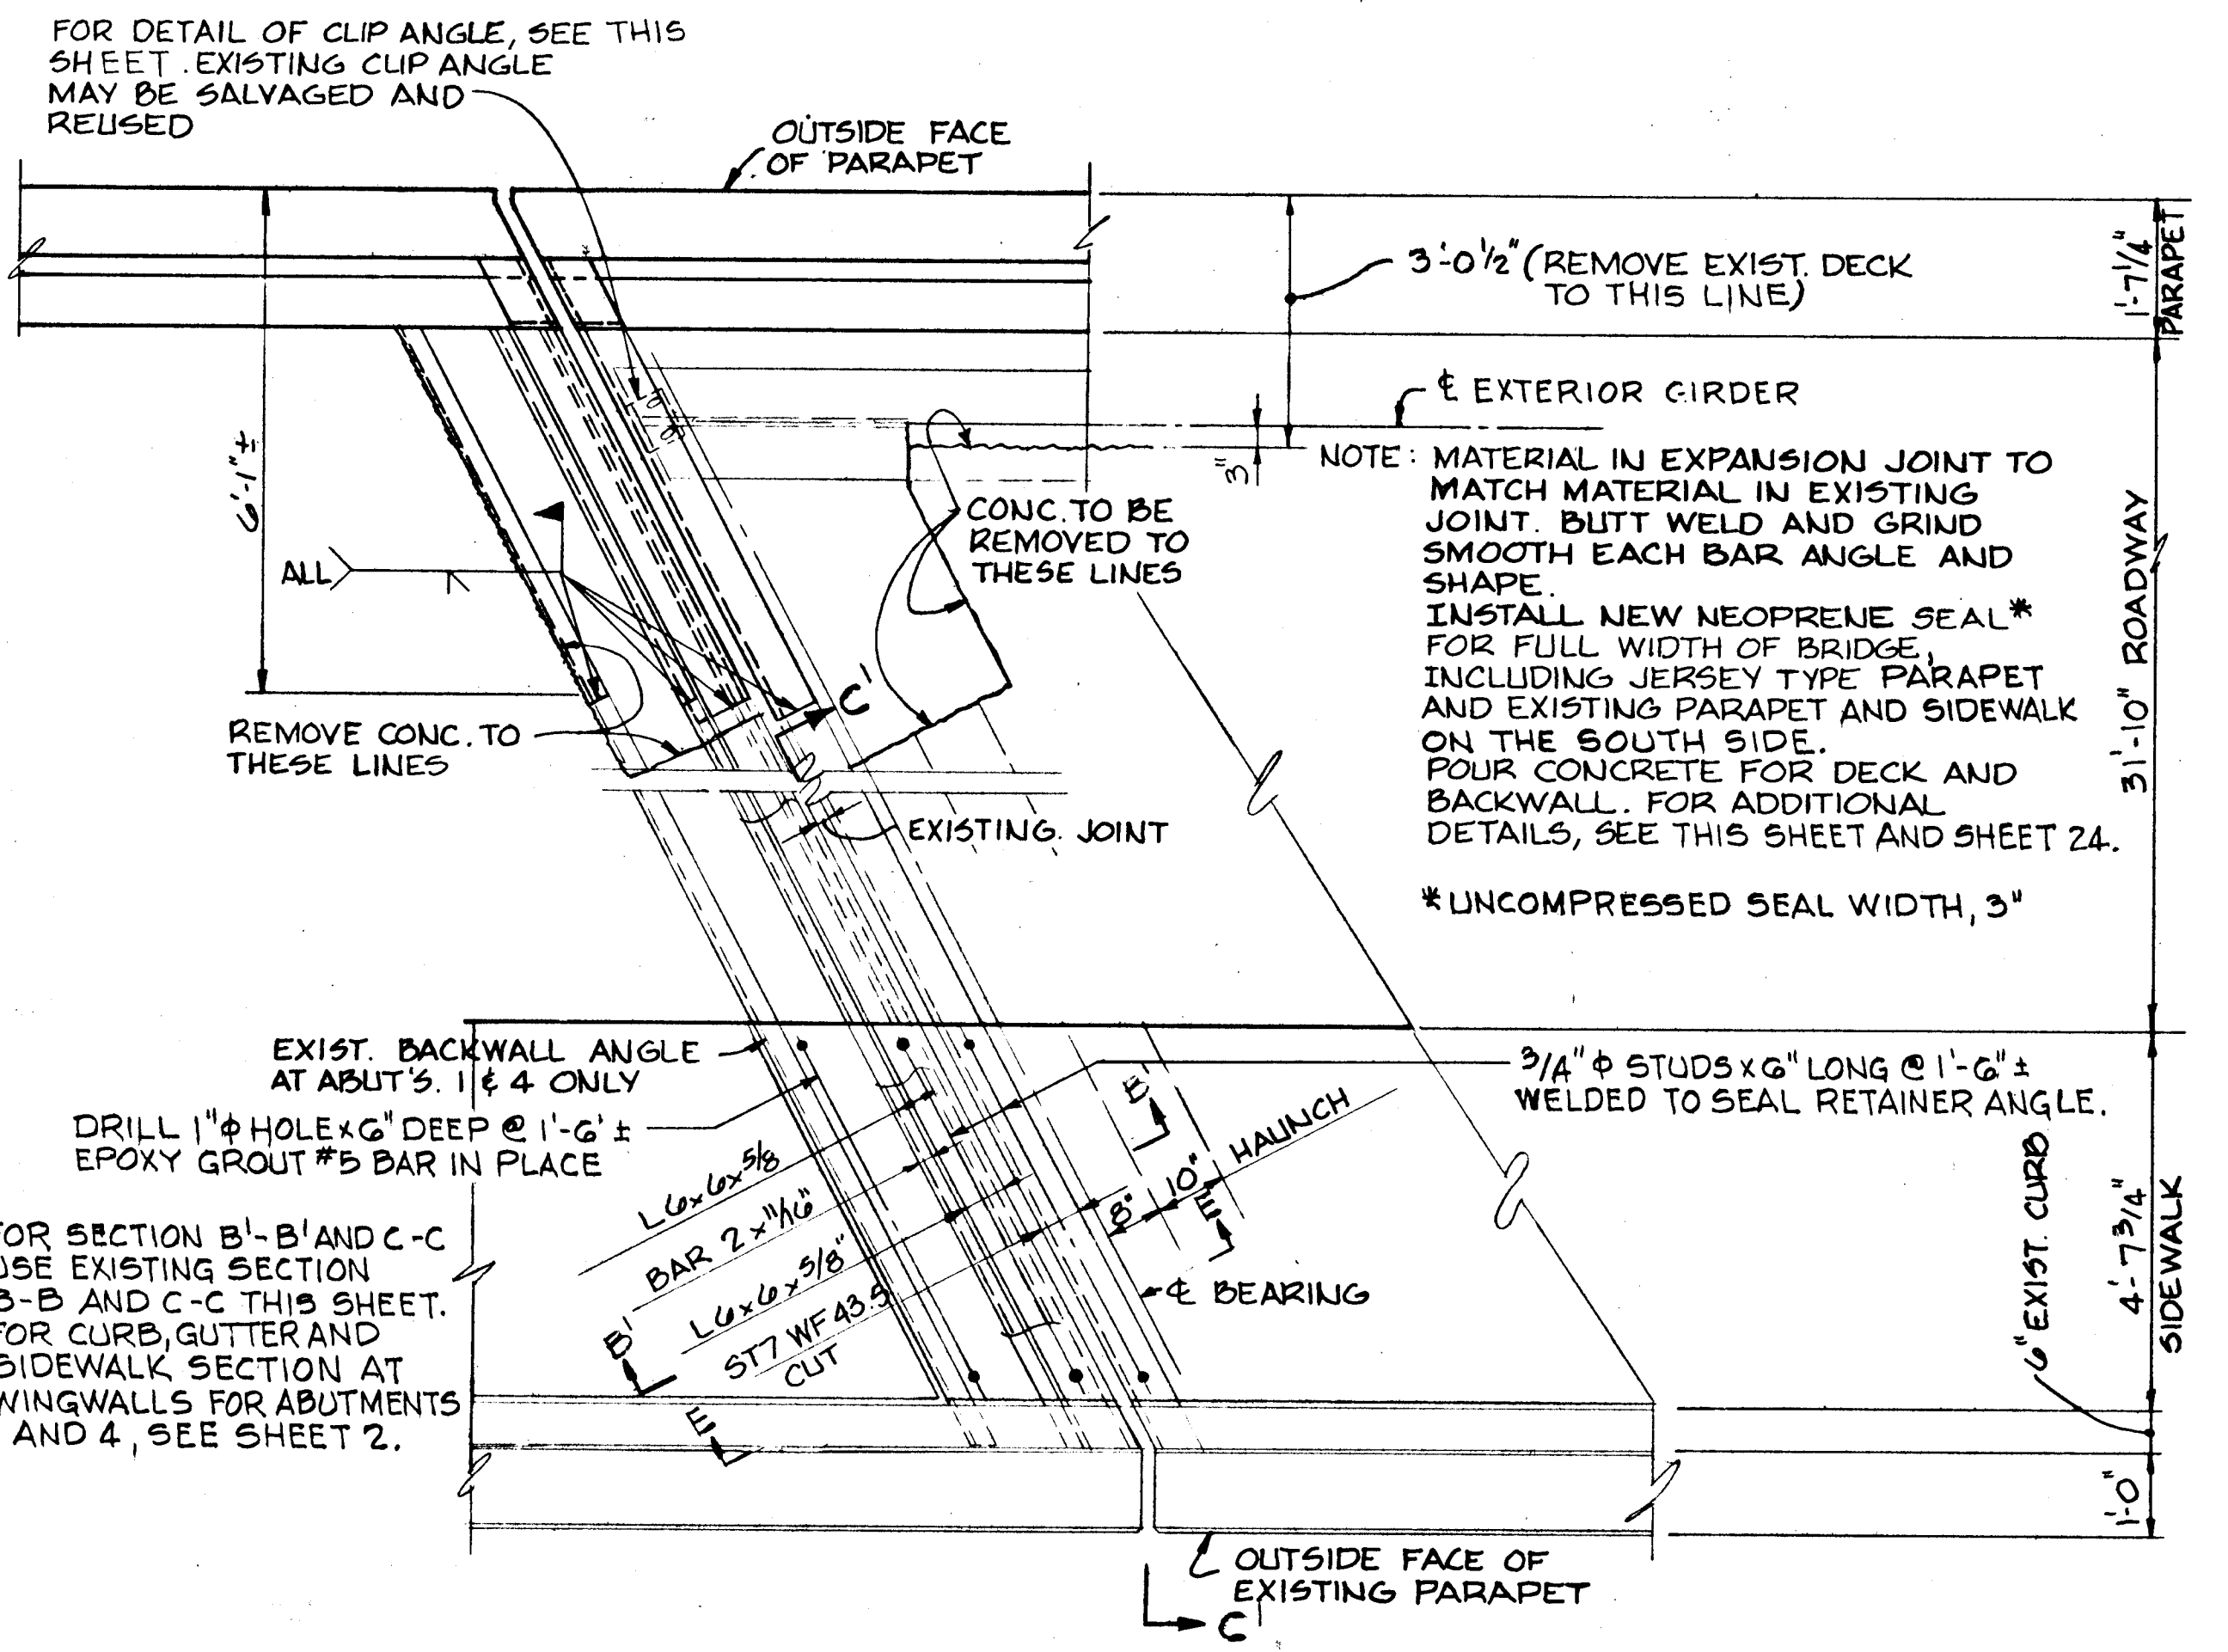 FOR DETAIL OF CLIP ANGLE, SEE THIS
SHEET. EXISTING CLIP ANGLE
MAY BE SALVAGED AND
REUSED
OUTSIDE FACE
OF PARAPET
3'-0 1/2" (REMOVE EXIST. DECK
TO THIS LINE)
1'-7 1/4"
PARAPET
℄ EXTERIOR GIRDER
3"
6'-1" ±
ALL
CONC. TO BE
REMOVED TO
THESE LINES
NOTE: MATERIAL IN EXPANSION JOINT TO
MATCH MATERIAL IN EXISTING
JOINT. BUTT WELD AND GRIND
SMOOTH EACH BAR ANGLE AND
SHAPE.
INSTALL NEW NEOPRENE SEAL*
FOR FULL WIDTH OF BRIDGE,
INCLUDING JERSEY TYPE PARAPET
AND EXISTING PARAPET AND SIDEWALK
ON THE SOUTH SIDE.
POUR CONCRETE FOR DECK AND
BACKWALL. FOR ADDITIONAL
DETAILS, SEE THIS SHEET AND SHEET 24.
*UNCOMPRESSED SEAL WIDTH, 3"
31'-10" ROADWAY
C'
REMOVE CONC. TO
THESE LINES
EXISTING JOINT
EXIST. BACKWALL ANGLE
AT ABUT'S. 1 & 4 ONLY
DRILL 1"φ HOLE x 6" DEEP @ 1'-6' ±
EPOXY GROUT #5 BAR IN PLACE
3/4" φ STUDS x 6" LONG @ 1'-6" ±
WELDED TO SEAL RETAINER ANGLE.
L 6x6x5/8
BAR 2 x 11/16"
L6x6x5/8"
ST7 WF 43.5
CUT
B'
E
8"
10"
HAUNCH
℄ BEARING
FOR SECTION B'-B' AND C-C
USE EXISTING SECTION
B-B AND C-C THIS SHEET.
FOR CURB, GUTTER AND
SIDEWALK SECTION AT
WINGWALLS FOR ABUTMENTS
AND 4, SEE SHEET 2.
B'
E
6" EXIST. CURB
4'-7 3/4"
SIDEWALK
1'-0"
OUTSIDE FACE OF
EXISTING PARAPET
C'